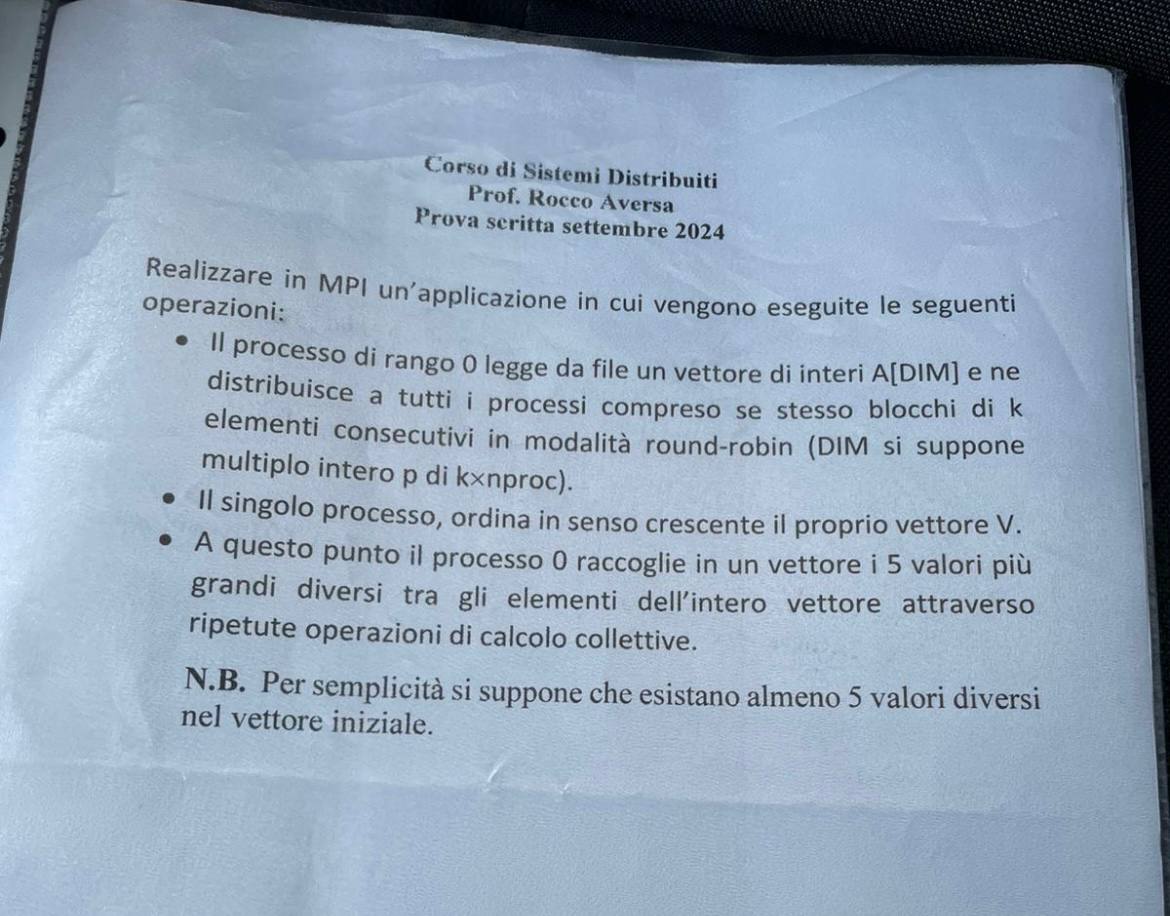 Corso di Sistemi Distribuiti
Prof. Rocco Aversa
Prova scritta settembre 2024
Realizzare in MPI un'applicazione in cui vengono eseguite le seguenti
operazioni:
• Il processo di rango 0 legge da file un vettore di interi A[DIM] e ne
distribuisce a tutti i processi compreso se stesso blocchi di k
elementi consecutivi in modalità round-robin (DIM si suppone
multiplo intero p di k×nproc).
• Il singolo processo, ordina in senso crescente il proprio vettore V.
• A questo punto il processo 0 raccoglie in un vettore i 5 valori più
grandi diversi tra gli elementi dell'intero vettore attraverso
ripetute operazioni di calcolo collettive.
N.B. Per semplicità si suppone che esistano almeno 5 valori diversi
nel vettore iniziale.